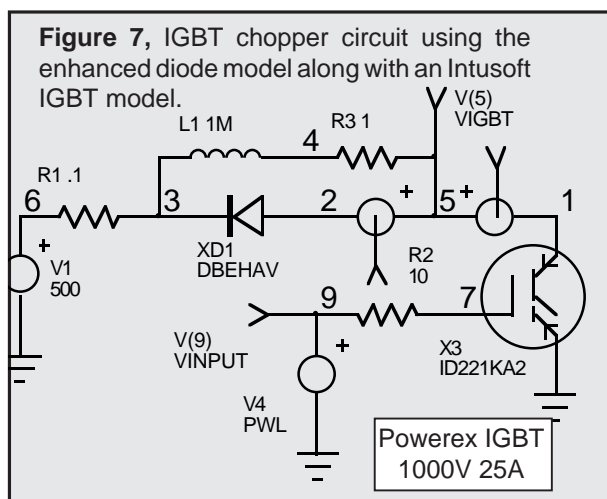 Figure 7, IGBT chopper circuit using the
enhanced diode model along with an Intusoft
IGBT model.
V(5)
VIGBT
L1 1M
4
R3 1
R1 .1
6
3
2
5
1
+
+
+
V1
500
XD1
DBEHAV
R2
10
9
7
V(9)
VINPUT
+
X3
ID221KA2
V4
PWL
Powerex IGBT
1000V 25A